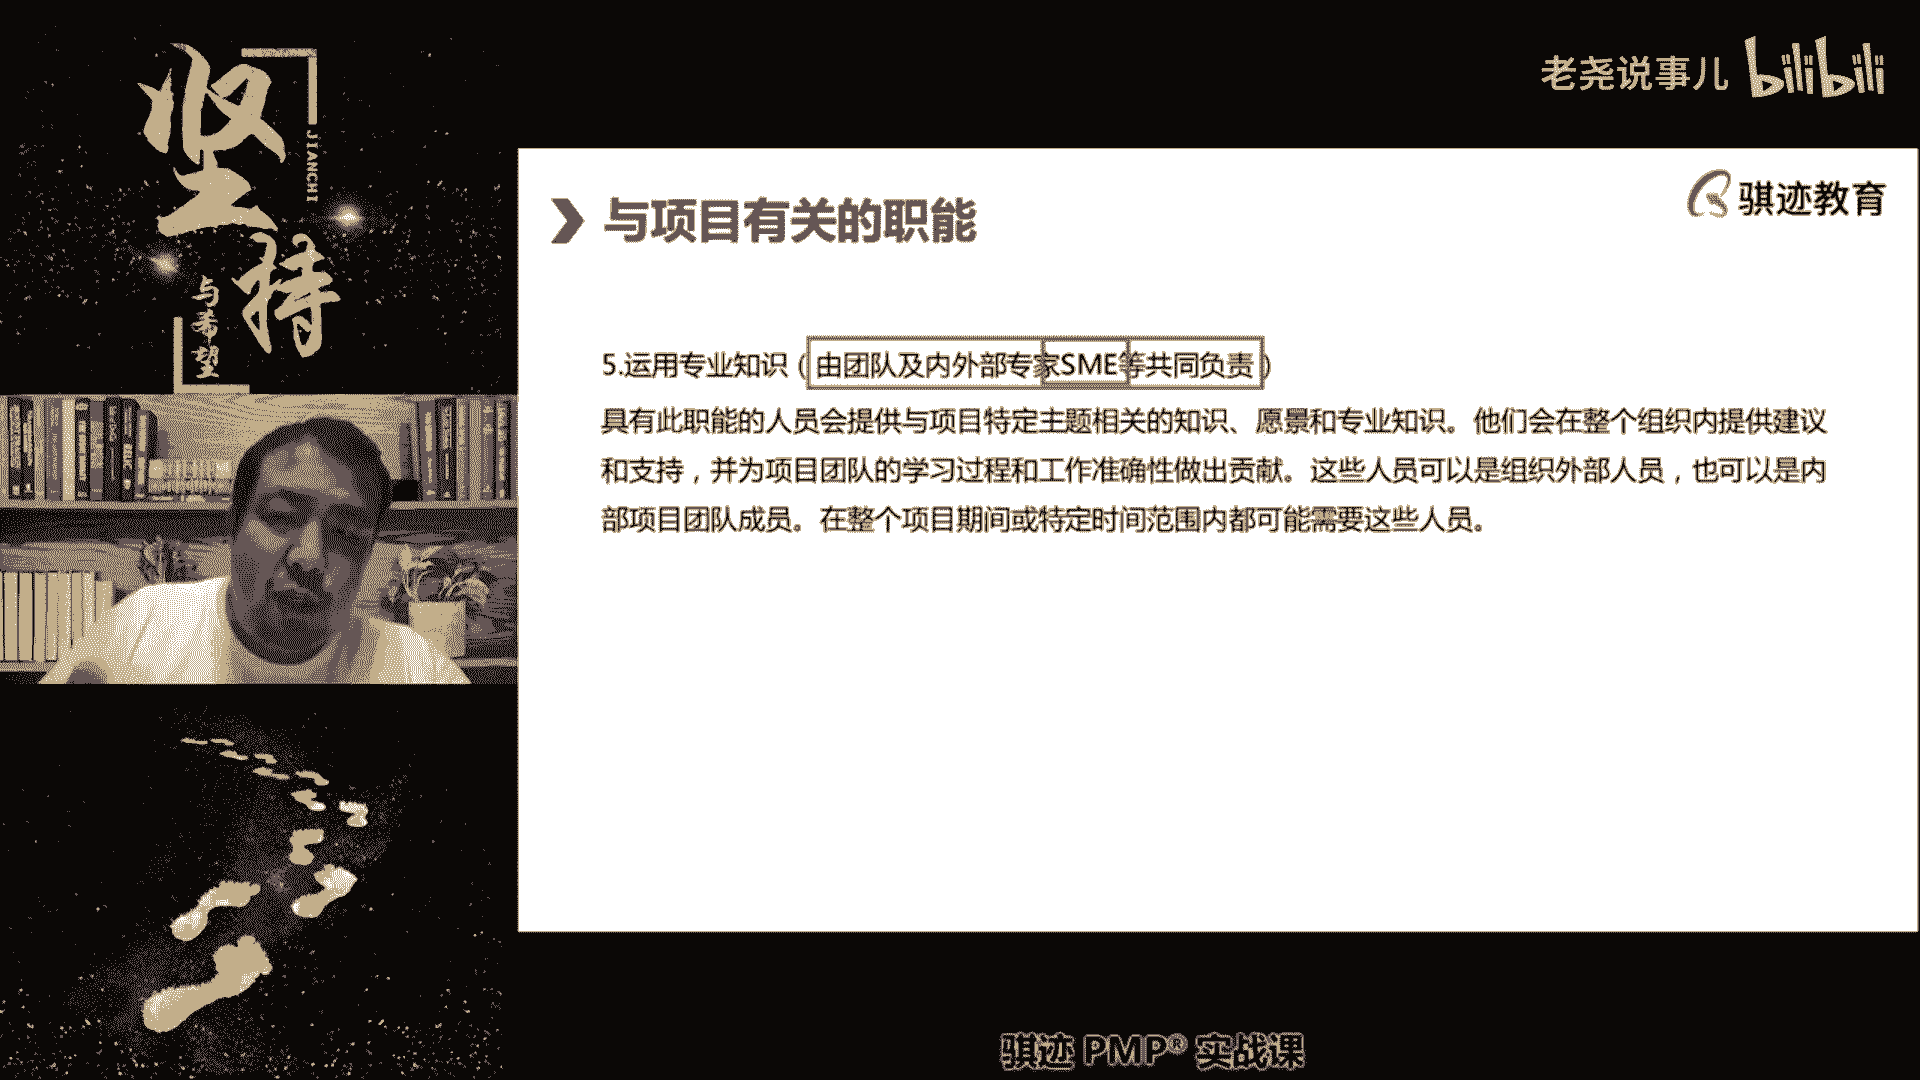 坚持
JIANCHI
与希望
老尧说事儿 bilibili
骐迹教育
与项目有关的职能
5.运用专业知识（由团队及内外部专家SME等共同负责）
具有此职能的人员会提供与项目特定主题相关的知识、愿景和专业知识。他们会在整个组织内提供建议
和支持，并为项目团队的学习过程和工作准确性做出贡献。这些人员可以是组织外部人员，也可以是内
部项目团队成员。在整个项目期间或特定时间范围内都可能需要这些人员。
骐迹 PMP® 实战课